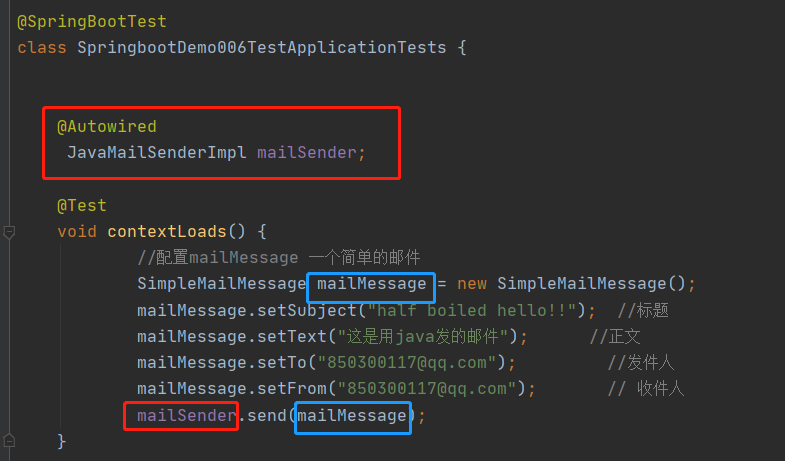 @SpringBootTest
class SpringbootDemo006TestApplicationTests {
@Autowired
JavaMailSenderImpl mailSender;
@Test
void contextLoads() {
//配置mailMessage 一个简单的邮件
SimpleMailMessage mailMessage = new SimpleMailMessage();
mailMessage.setSubject("half boiled hello!!"); //标题
mailMessage.setText("这是用java发的邮件"); //正文
mailMessage.setTo("850300117@qq.com"); //发件人
mailMessage.setFrom("850300117@qq.com"); // 收件人
mailSender.send(mailMessage);
}